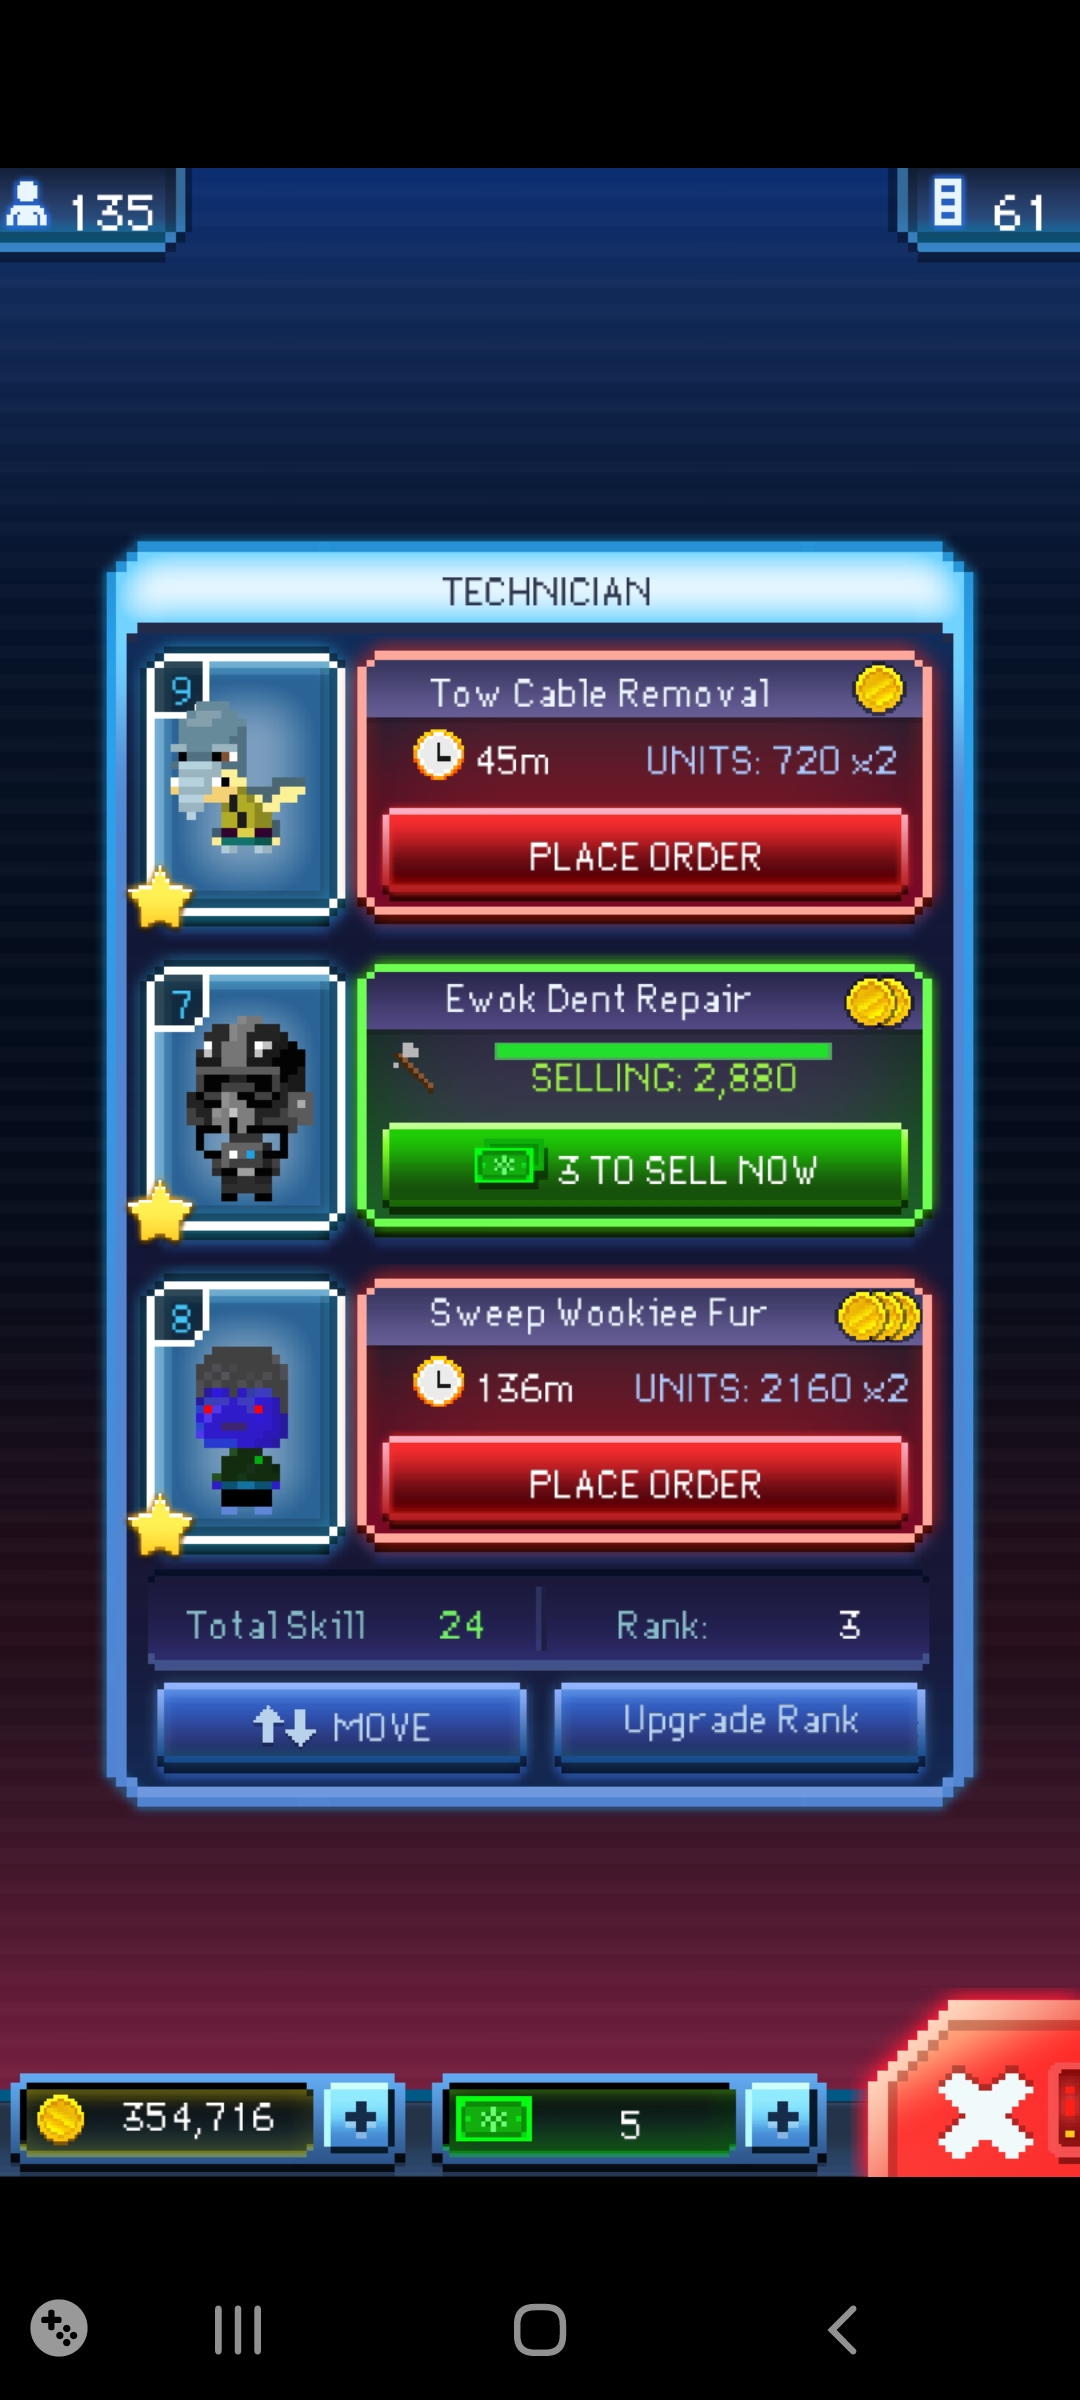 135
61
TECHNICIAN
9
Tow Cable Removal
45m
UNITS: 720 x2
PLACE ORDER
7
Ewok Dent Repair
SELLING: 2,880
3 TO SELL NOW
8
Sweep Wookiee Fur
136m
UNITS: 2160 x2
PLACE ORDER
Total Skill 24
Rank: 3
MOVE
Upgrade Rank
354,716
5